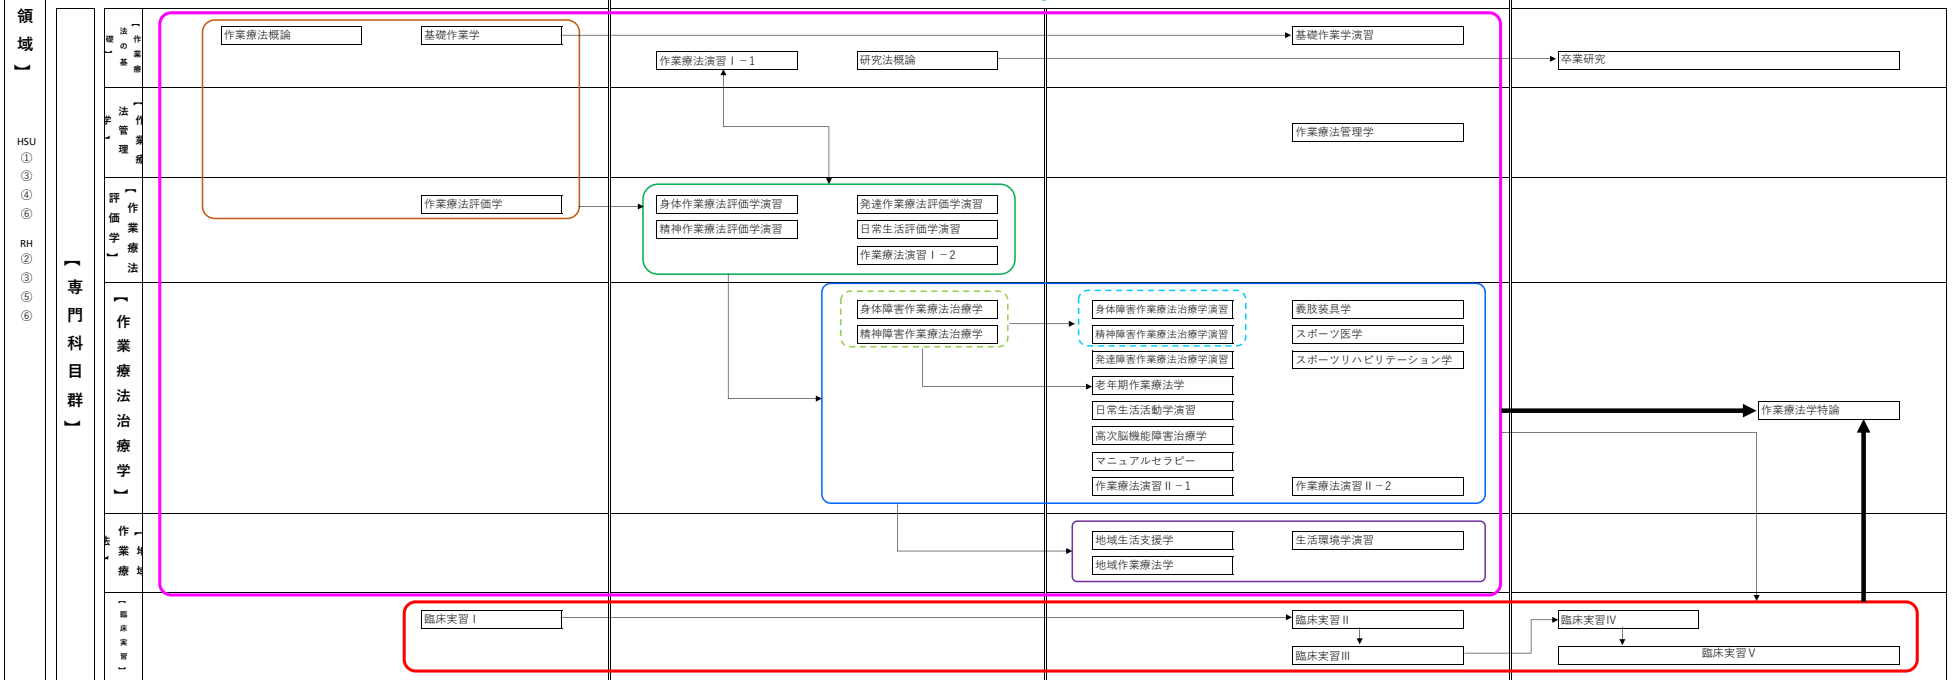 領域】
HSU
①
③
④
⑥
RH
②
③
⑤
⑥
【専門科目群】
【作業療法の基礎】
作業療法概論
基礎作業学
基礎作業学演習
作業療法演習Ⅰ－1
研究法概論
卒業研究
【作業療法管理学】
作業療法管理学
【作業療法評価学】
作業療法評価学
身体作業療法評価学演習
発達作業療法評価学演習
精神作業療法評価学演習
日常生活評価学演習
作業療法演習Ⅰ－2
【作業療法治療学】
身体障害作業療法治療学
身体障害作業療法治療学演習
義肢装具学
精神障害作業療法治療学
精神障害作業療法治療学演習
スポーツ医学
発達障害作業療法治療学演習
スポーツリハビリテーション学
老年期作業療法学
日常生活活動学演習
作業療法学特論
高次脳機能障害治療学
マニュアルセラピー
作業療法演習Ⅱ－1
作業療法演習Ⅱ－2
【地域作業療法】
地域生活支援学
生活環境学演習
地域作業療法学
【臨床実習】
臨床実習Ⅰ
臨床実習Ⅱ
臨床実習Ⅳ
臨床実習Ⅲ
臨床実習Ⅴ